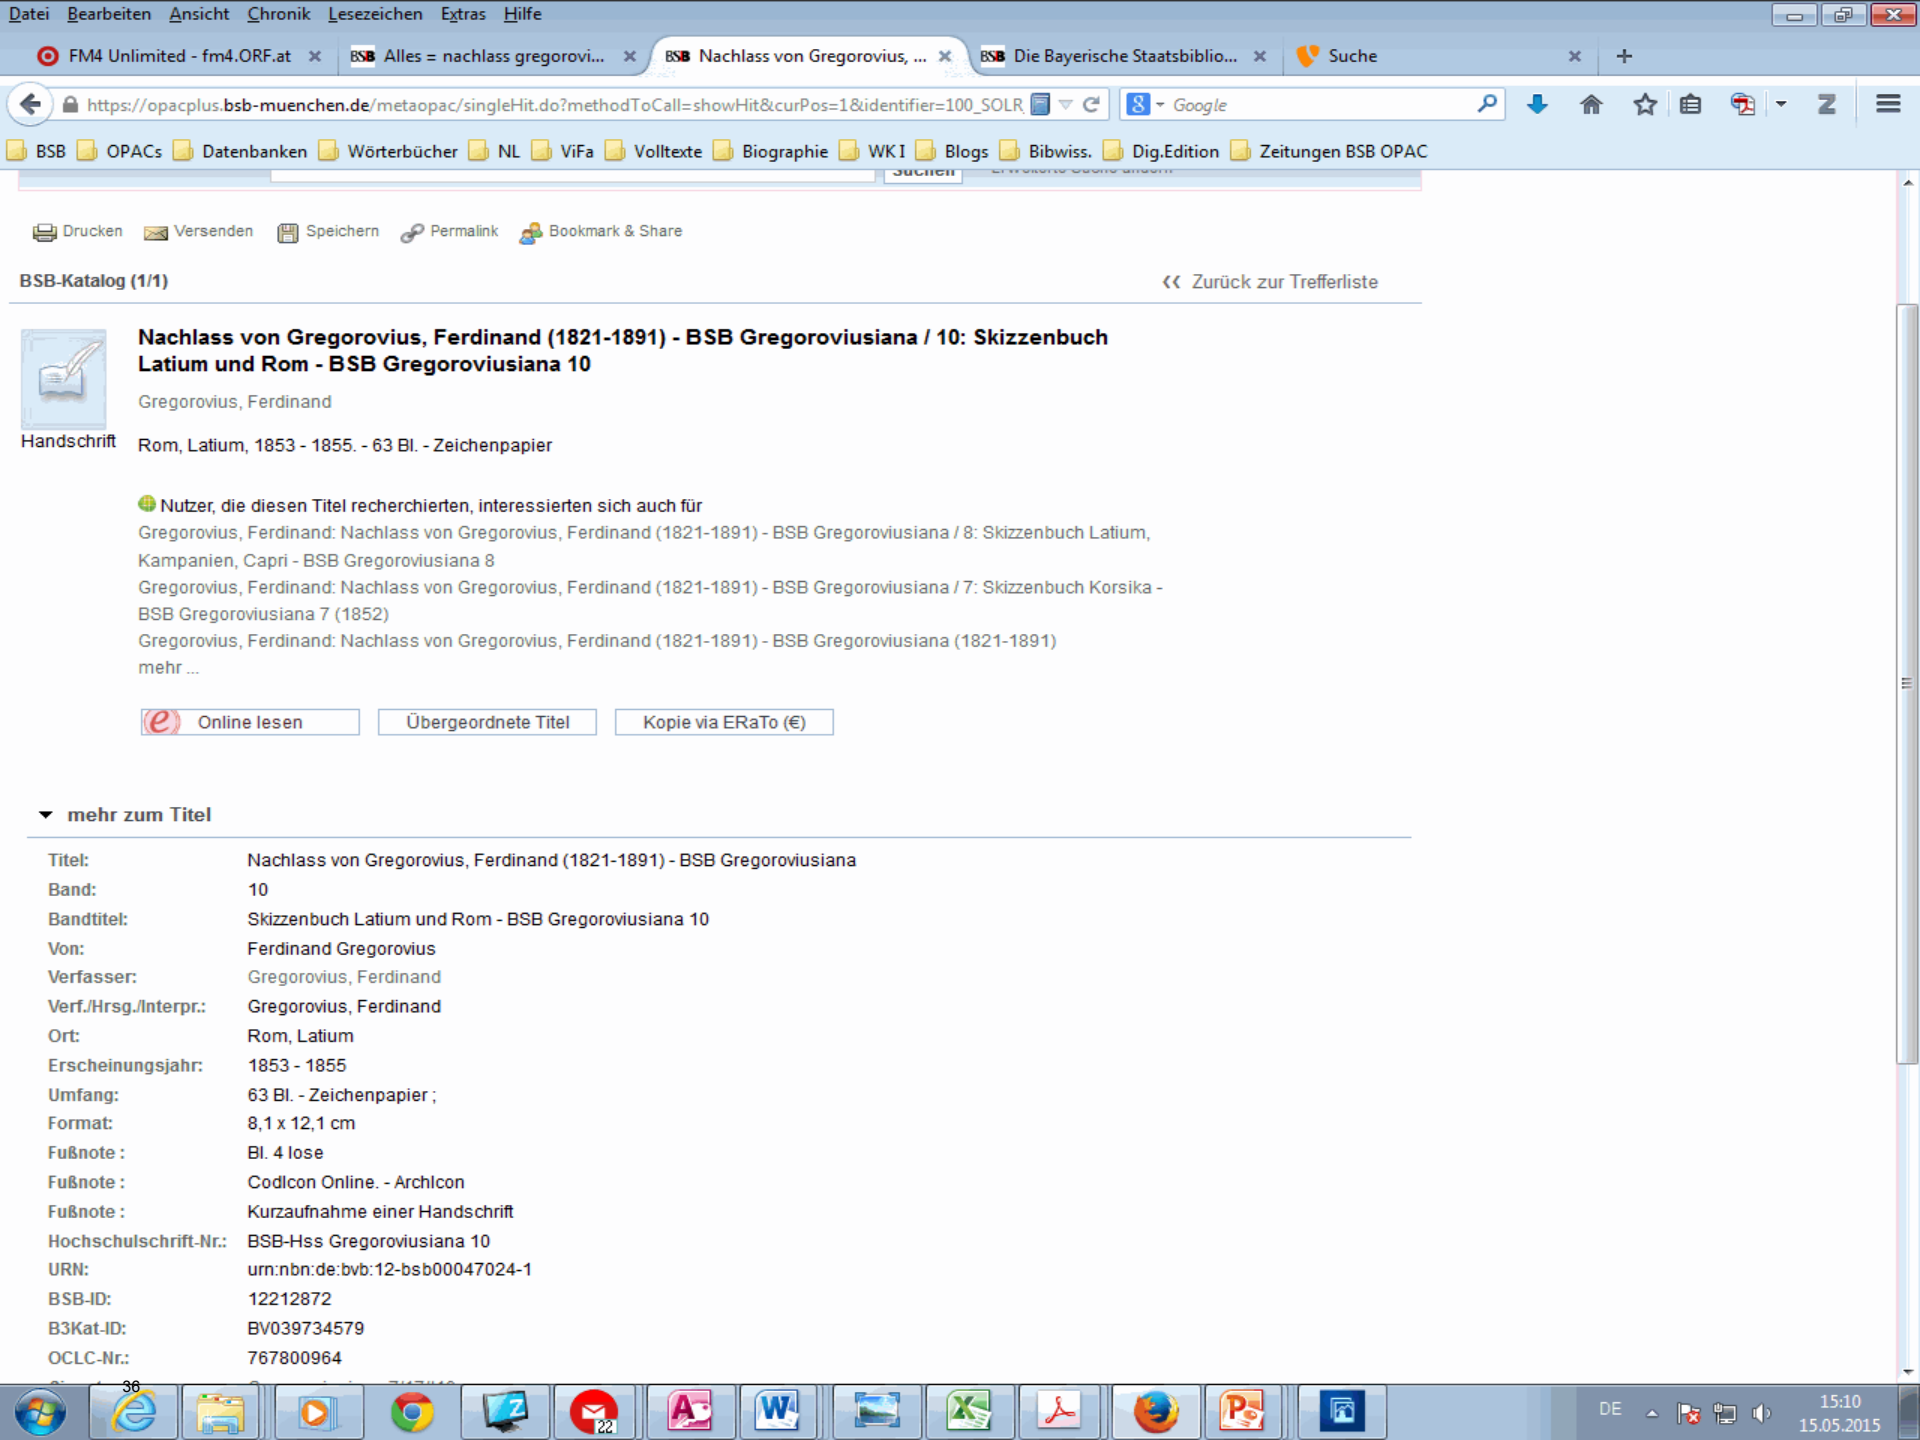 Datei Bearbeiten Ansicht Chronik Lesezeichen Extras Hilfe
FM4 Unlimited - fm4.ORF.at
BSB Alles = nachlass gregorovi...
BSB Nachlass von Gregorovius, ...
BSB Die Bayerische Staatsbiblio...
Suche
https://opacplus.bsb-muenchen.de/metaopac/singleHit.do?methodToCall=showHit&curPos=1&identifier=100_SOLR
8 Google
Z
BSB OPACs Datenbanken Wörterbücher NL ViFa Volltexte Biographie WK I Blogs Bibwiss. Dig.Edition Zeitungen BSB OPAC
Suchen
Drucken Versenden Speichern Permalink Bookmark & Share
BSB-Katalog (1/1)
Zurück zur Trefferliste
Nachlass von Gregorovius, Ferdinand (1821-1891) - BSB Gregoroviusiana / 10: Skizzenbuch
Latium und Rom - BSB Gregoroviusiana 10
Gregorovius, Ferdinand
Handschrift
Rom, Latium, 1853 - 1855. - 63 Bl. - Zeichenpapier
Nutzer, die diesen Titel recherchierten, interessierten sich auch für
Gregorovius, Ferdinand: Nachlass von Gregorovius, Ferdinand (1821-1891) - BSB Gregoroviusiana / 8: Skizzenbuch Latium,
Kampanien, Capri - BSB Gregoroviusiana 8
Gregorovius, Ferdinand: Nachlass von Gregorovius, Ferdinand (1821-1891) - BSB Gregoroviusiana / 7: Skizzenbuch Korsika -
BSB Gregoroviusiana 7 (1852)
Gregorovius, Ferdinand: Nachlass von Gregorovius, Ferdinand (1821-1891) - BSB Gregoroviusiana (1821-1891)
mehr ...
e Online lesen
Übergeordnete Titel
Kopie via ERaTo (€)
mehr zum Titel
Titel: Nachlass von Gregorovius, Ferdinand (1821-1891) - BSB Gregoroviusiana
Band: 10
Bandtitel: Skizzenbuch Latium und Rom - BSB Gregoroviusiana 10
Von: Ferdinand Gregorovius
Verfasser: Gregorovius, Ferdinand
Verf./Hrsg./Interpr.: Gregorovius, Ferdinand
Ort: Rom, Latium
Erscheinungsjahr: 1853 - 1855
Umfang: 63 Bl. - Zeichenpapier ;
Format: 8,1 x 12,1 cm
Fußnote : Bl. 4 lose
Fußnote : CodIcon Online. - ArchIcon
Fußnote : Kurzaufnahme einer Handschrift
Hochschulschrift-Nr.: BSB-Hss Gregoroviusiana 10
URN: urn:nbn:de:bvb:12-bsb00047024-1
BSB-ID: 12212872
B3Kat-ID: BV039734579
OCLC-Nr.: 767800964
36
22
DE
15:10
15.05.2015